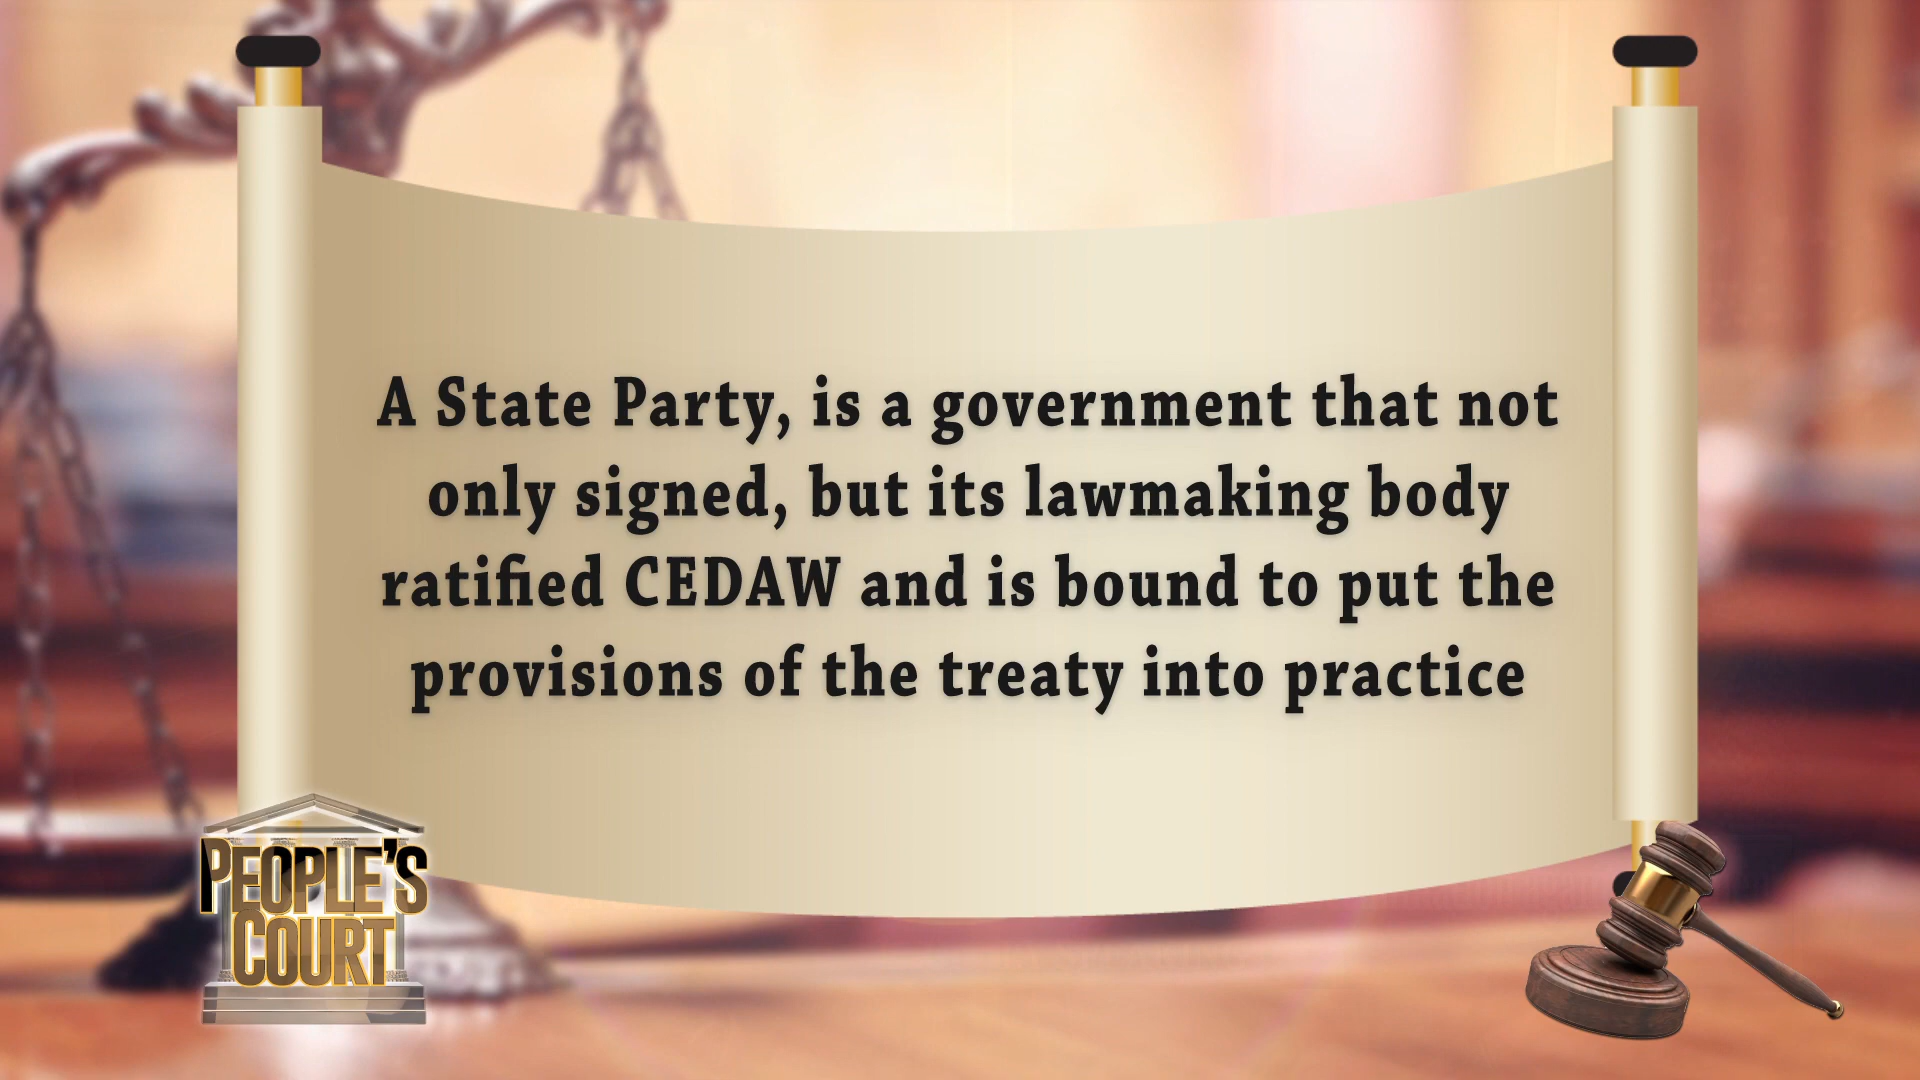 A State Party, is a government that not
only signed, but its lawmaking body
ratified CEDAW and is bound to put the
provisions of the treaty into practice
PEOPLE'S
COURT